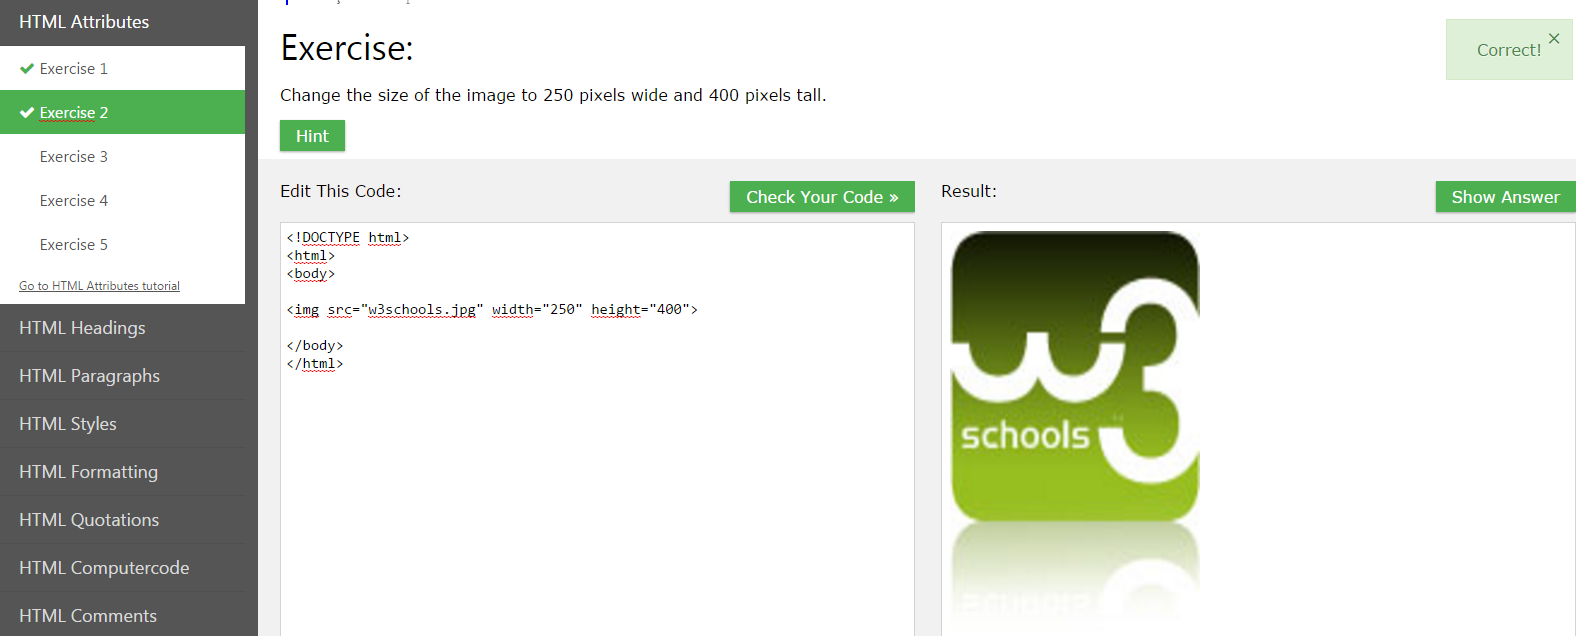 HTML Attributes
Exercise 1
Exercise 2
Exercise 3
Exercise 4
Exercise 5
Go to HTML Attributes tutorial
HTML Headings
HTML Paragraphs
HTML Styles
HTML Formatting
HTML Quotations
HTML Computercode
HTML Comments
Exercise:
Correct! ×
Change the size of the image to 250 pixels wide and 400 pixels tall.
Hint
Edit This Code:
Check Your Code »
<!DOCTYPE html>
<html>
<body>
<img src="w3schools.jpg" width="250" height="400">
</body>
</html>
Result:
Show Answer
w3
schools